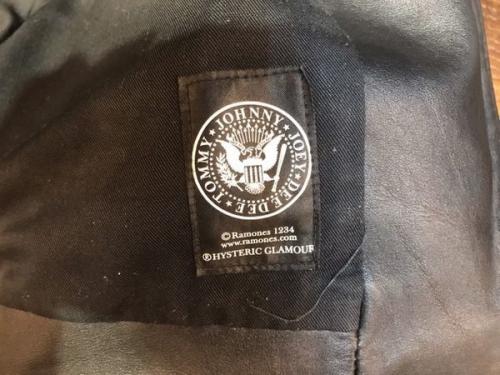 JOHNNY ★ JOEY ★ DEE DEE ★ TOMMY ★
© Ramones 1234
www.ramones.com
®HYSTERIC GLAMOUR